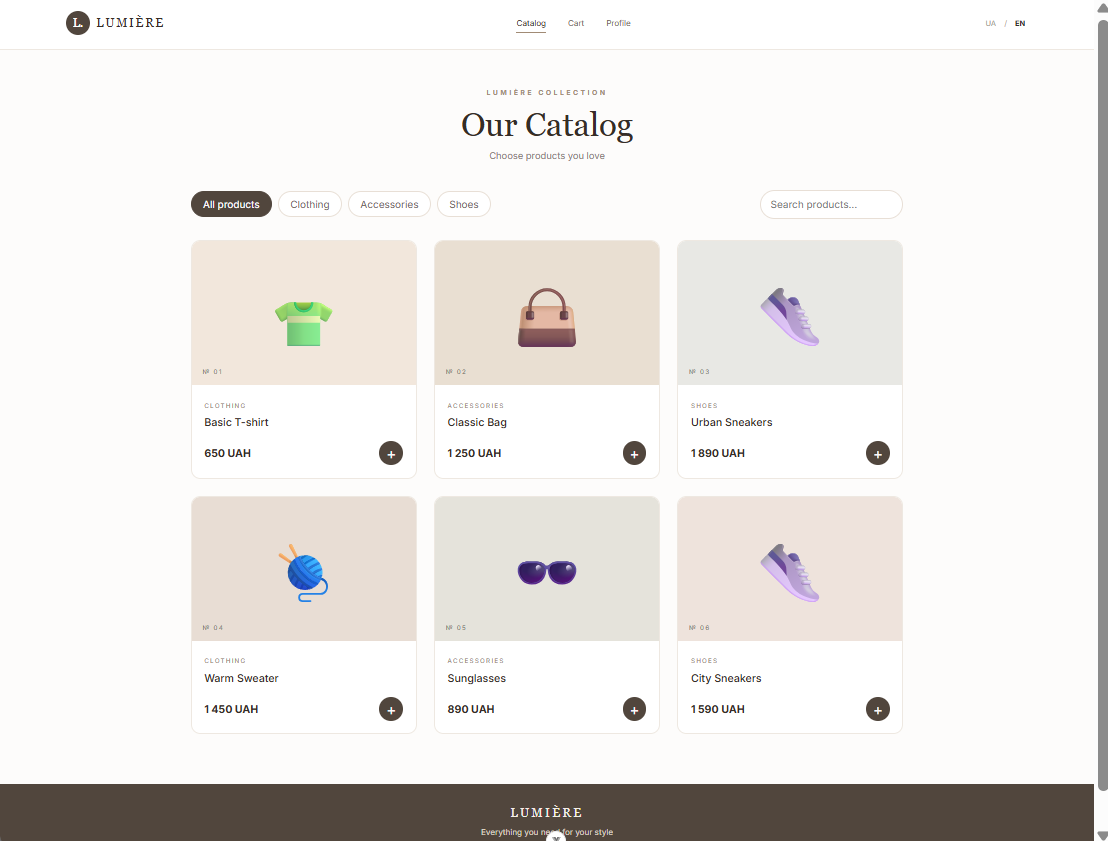 L. LUMIÈRE
Catalog Cart Profile
UA / EN
LUMIÈRE COLLECTION
Our Catalog
Choose products you love
All products Clothing Accessories Shoes
Search products...
№ 01
CLOTHING
Basic T-shirt
650 UAH
+
№ 02
ACCESSORIES
Classic Bag
1 250 UAH
+
№ 03
SHOES
Urban Sneakers
1 890 UAH
+
№ 04
CLOTHING
Warm Sweater
1 450 UAH
+
№ 05
ACCESSORIES
Sunglasses
890 UAH
+
№ 06
SHOES
City Sneakers
1 590 UAH
+
LUMIÈRE
Everything you need for your style